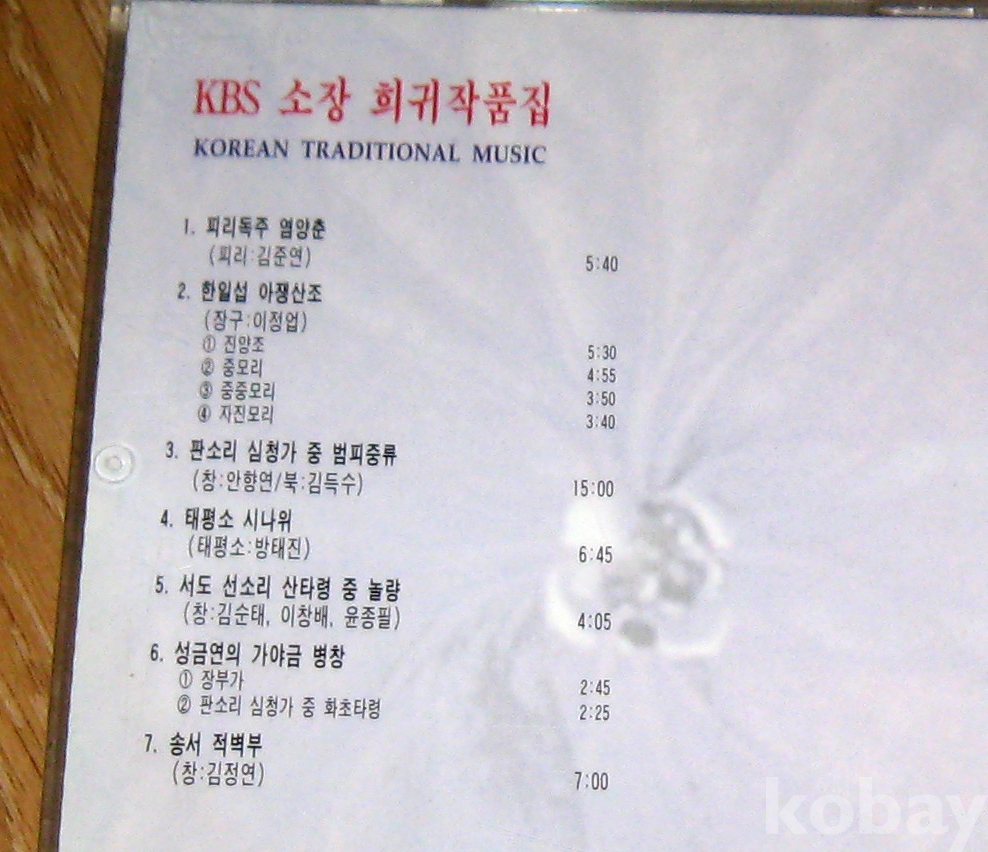 KBS 소장 희귀작품집
KOREAN TRADITIONAL MUSIC
1. 피리독주 염양춘
(피리:김준연) 5:40
2. 한일섭 아쟁산조
(장구:이정업)
① 진양조 5:30
② 중모리 4:55
③ 중중모리 3:50
④ 자진모리 3:40
3. 판소리 심청가 중 범피중류
(창:안향연/북:김득수) 15:00
4. 태평소 시나위
(태평소:방태진) 6:45
5. 서도 선소리 산타령 중 놀량
(창:김순태, 이창배, 윤종필) 4:05
6. 성금연의 가야금 병창
① 장부가 2:45
② 판소리 심청가 중 화초타령 2:25
7. 송서 적벽부
(창:김정연) 7:00
kobay